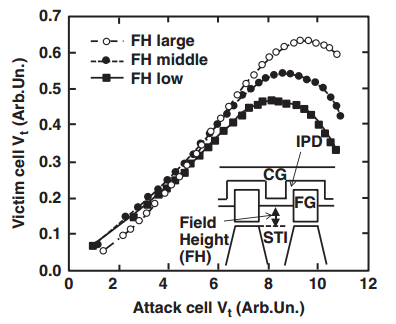 0.7
0.6
0.5
0.4
0.3
0.2
0.1
0.0
Victim cell Vt (Arb.Un.)
FH large
FH middle
FH low
IPD
CG
FG
Field
Height
(FH)
STI
0 2 4 6 8 10 12
Attack cell Vt (Arb.Un.)